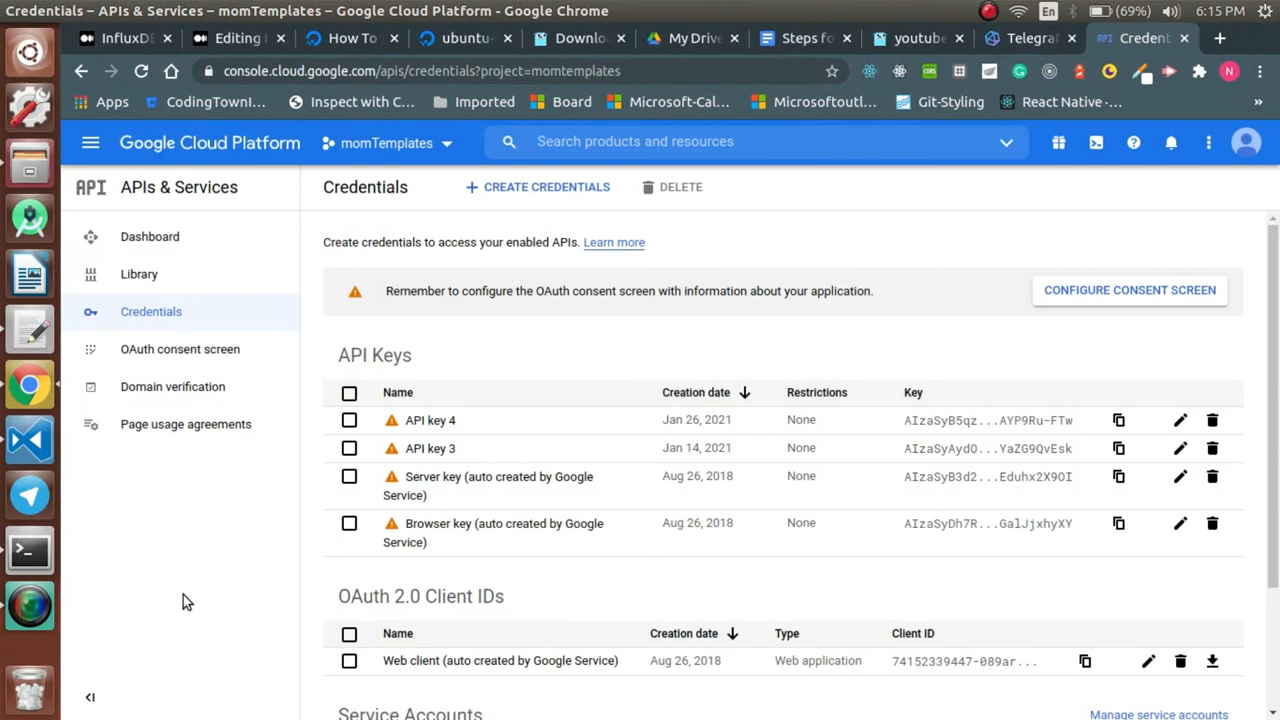 Credentials – APIs & Services – momTemplates – Google Cloud Platform - Google Chrome
En (69%) 6:15 PM
InfluxDB Editing How To ubuntu- Downlo My Drive Steps fo youtube Telegraf Credent
API
console.cloud.google.com/apis/credentials?project=momtemplates
CORS N
Apps CodingTownI... Inspect with C... Imported Board Microsoft-Cal... Microsoftoutl... Git-Styling React Native -... »
Google Cloud Platform momTemplates Search products and resources
API APIs & Services Credentials + CREATE CREDENTIALS DELETE
Dashboard
Library
Credentials
OAuth consent screen
Domain verification
Page usage agreements
Create credentials to access your enabled APIs. Learn more
Remember to configure the OAuth consent screen with information about your application. CONFIGURE CONSENT SCREEN
API Keys
Name Creation date Restrictions Key
API key 4 Jan 26, 2021 None AIzaSyB5qz...AYP9Ru-FTw
API key 3 Jan 14, 2021 None AIzaSyAydO...YaZG9QvEsk
Server key (auto created by Google Aug 26, 2018 None AIzaSyB3d2...Eduhx2X9OI
Service)
Browser key (auto created by Google Aug 26, 2018 None AIzaSyDh7R...GalJjxhyXY
Service)
OAuth 2.0 Client IDs
Name Creation date Type Client ID
Web client (auto created by Google Service) Aug 26, 2018 Web application 74152339447-089ar...
Service Accounts Manage service accounts